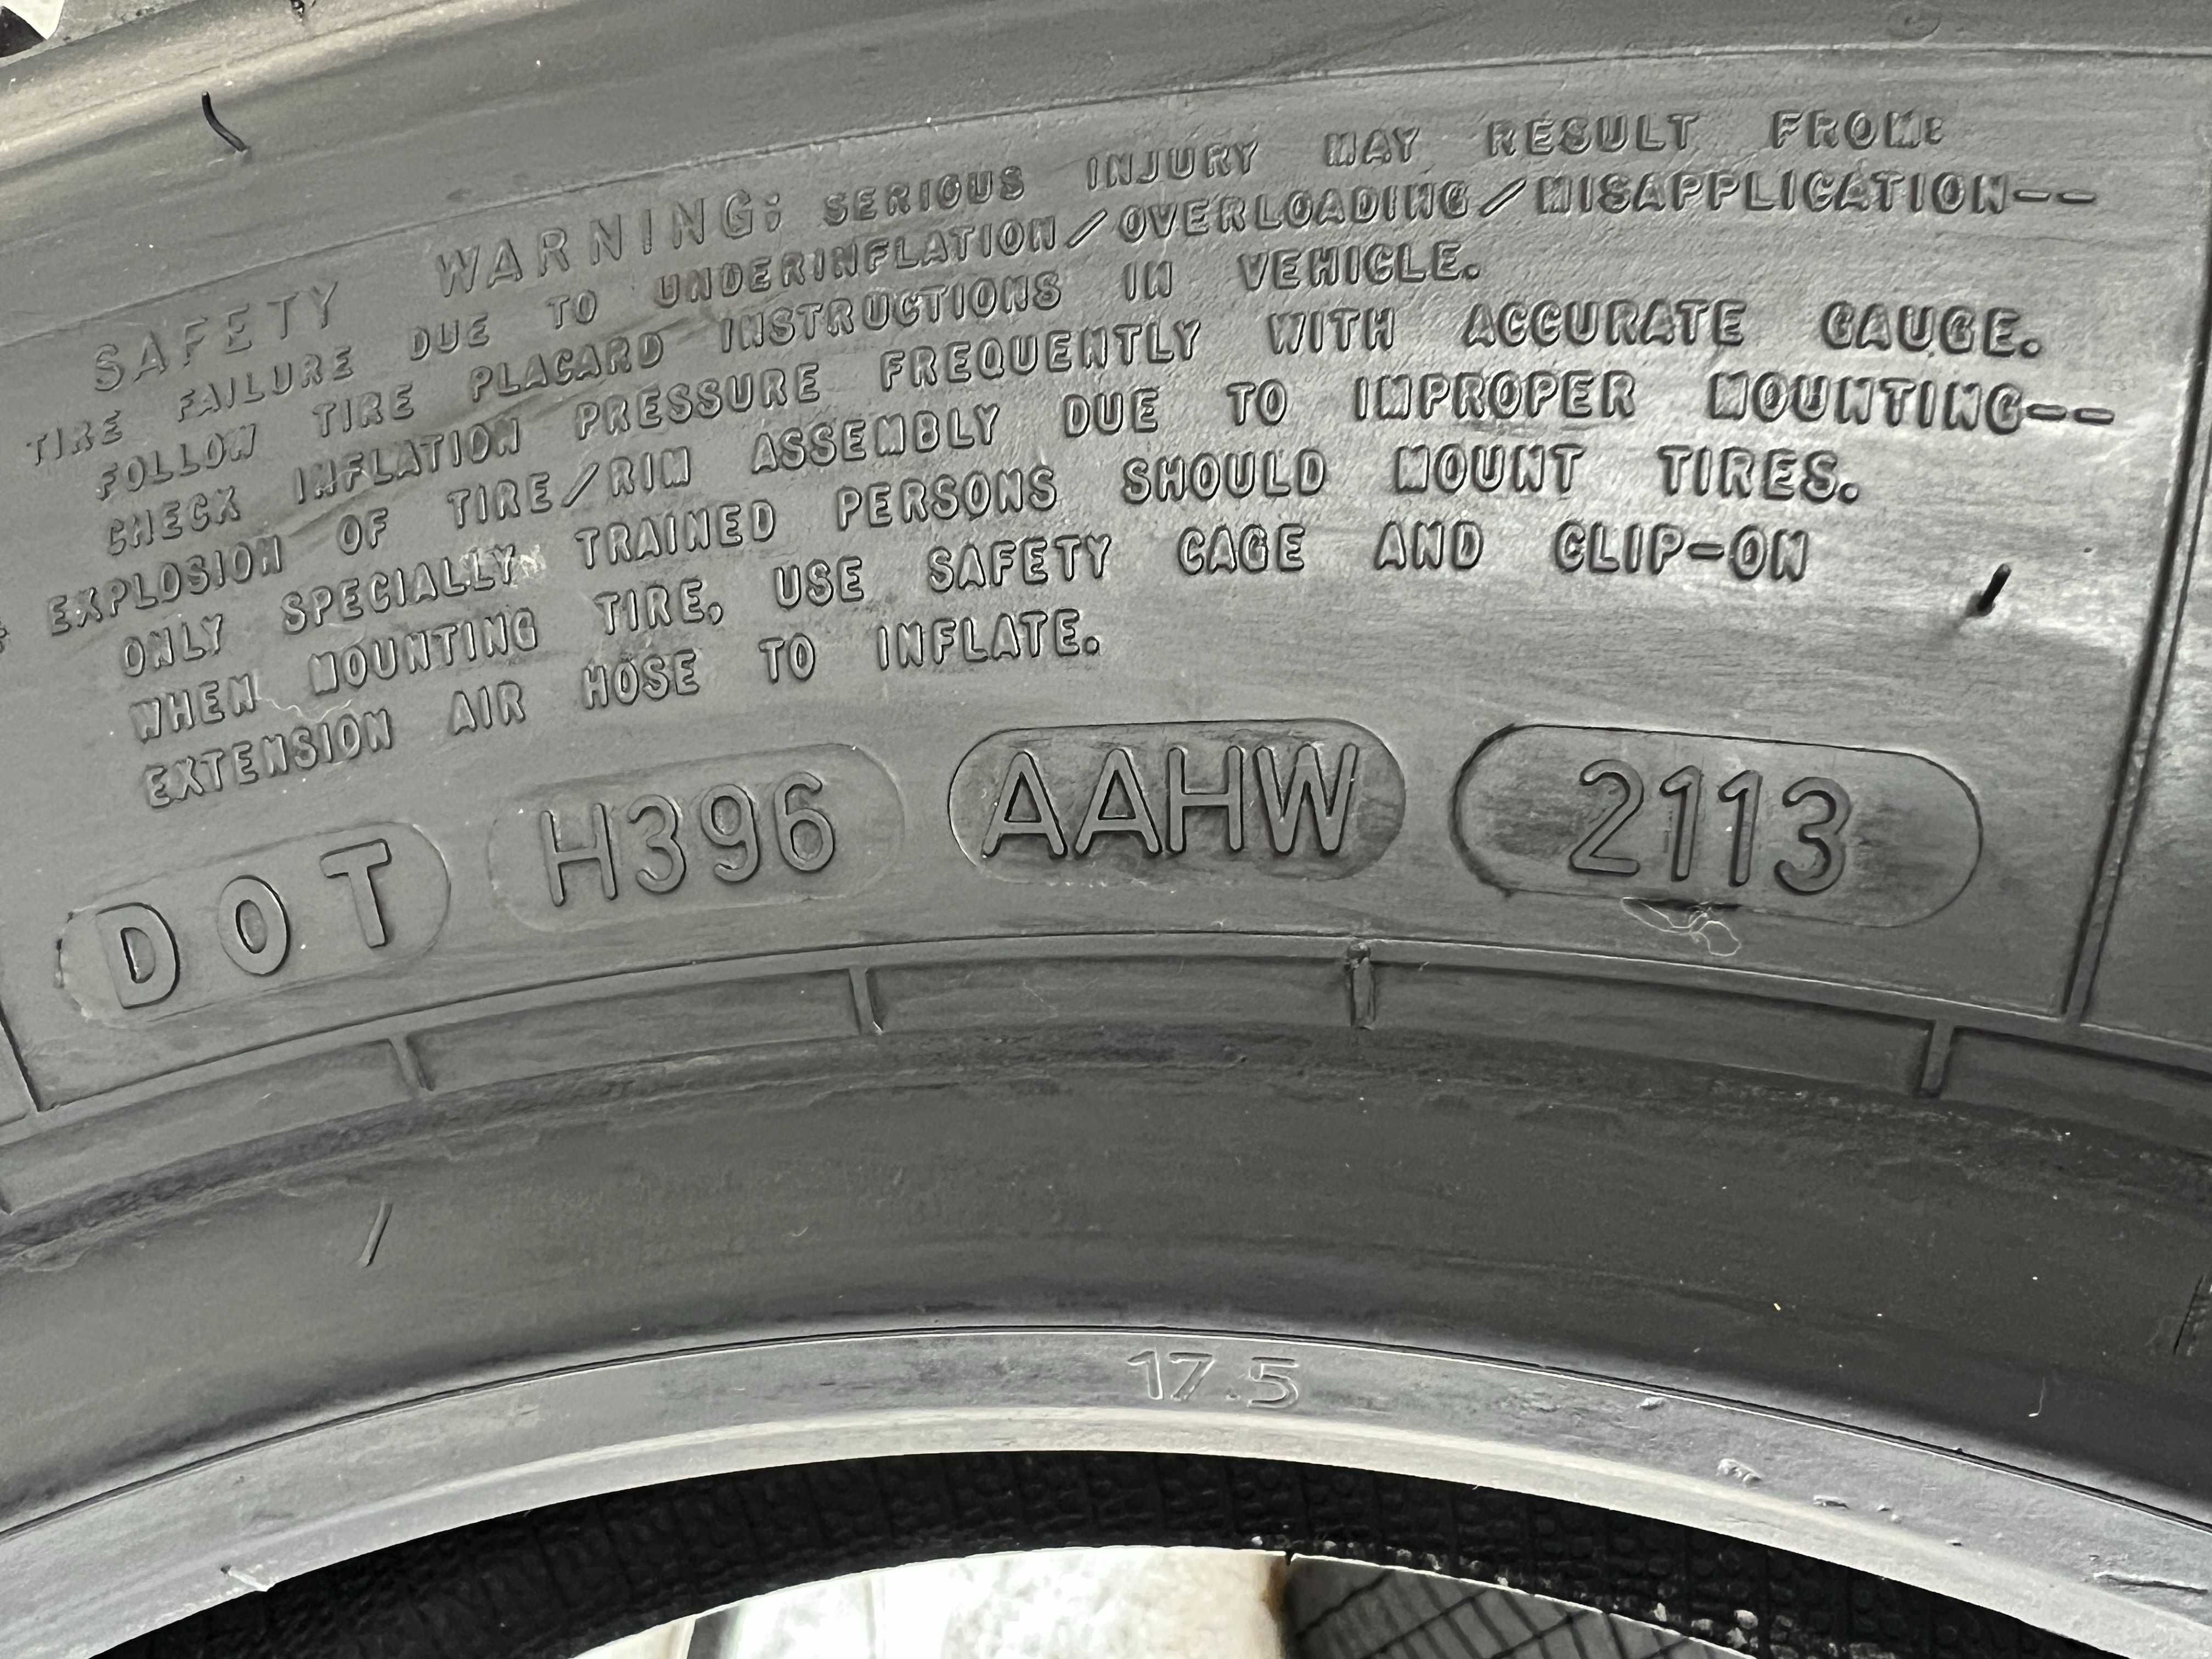 SAFETY WARNING: SERIOUS INJURY MAY RESULT FROM:
TIRE FAILURE DUE TO UNDERINFLATION/OVERLOADING/MISAPPLICATION--
FOLLOW TIRE PLACARD INSTRUCTIONS IN VEHICLE.
CHECK INFLATION PRESSURE FREQUENTLY WITH ACCURATE GAUGE.
EXPLOSION OF TIRE/RIM ASSEMBLY DUE TO IMPROPER MOUNTING--
ONLY SPECIALLY TRAINED PERSONS SHOULD MOUNT TIRES.
WHEN MOUNTING TIRE, USE SAFETY CAGE AND CLIP-ON
EXTENSION AIR HOSE TO INFLATE.
DOT H396 AAHW 2113
17.5